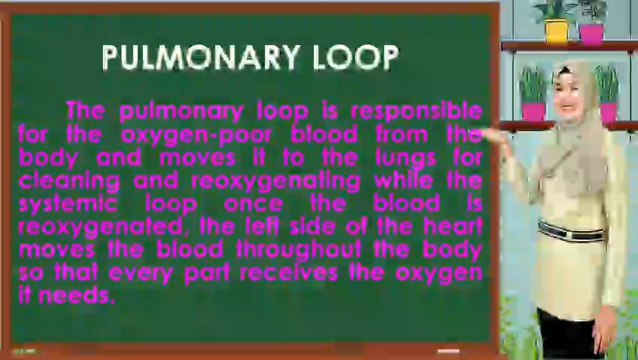 PULMONARY LOOP
The pulmonary loop is responsible
for the oxygen-poor blood from the
body and moves it to the lungs for
cleaning and reoxygenating while the
systemic loop once the blood is
reoxygenated, the left side of the heart
moves the blood throughout the body
so that every part receives the oxygen
it needs.